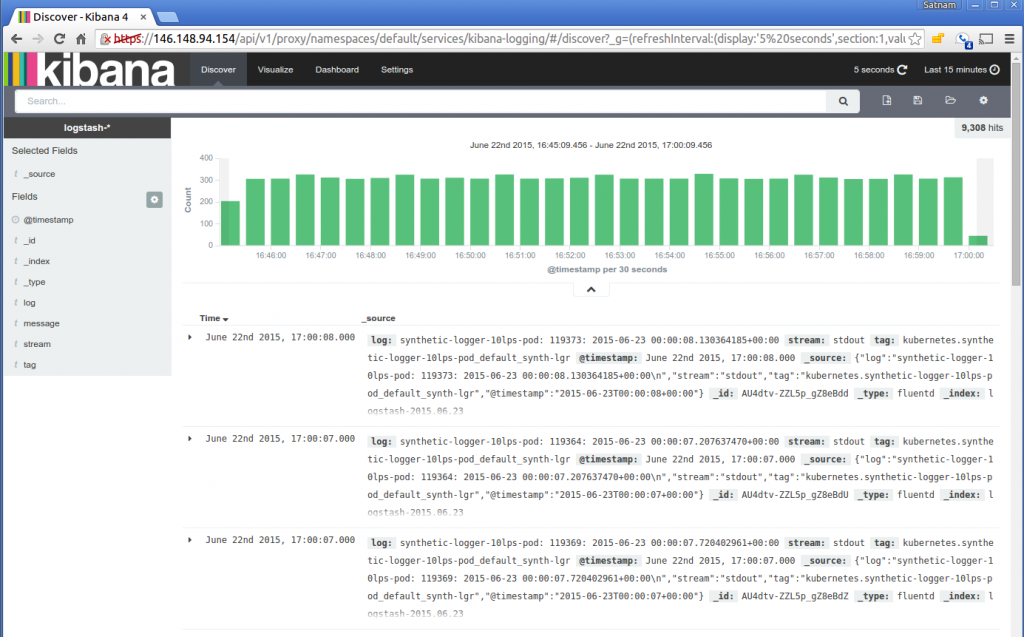 Satnam
Discover - Kibana 4
https://146.148.94.154/api/v1/proxy/namespaces/default/services/kibana-logging/#/discover?_g=(refreshInterval:(display:'5%20seconds',section:1,valu
4
kibana Discover Visualize Dashboard Settings 5 seconds Last 15 minutes
Search...
logstash-* 9,308 hits
Selected Fields
t _source
Fields
@timestamp
t _id
t _index
t _type
t log
t message
t stream
t tag
June 22nd 2015, 16:45:09.456 - June 22nd 2015, 17:00:09.456
Count
400
300
200
100
0
16:46:00 16:47:00 16:48:00 16:49:00 16:50:00 16:51:00 16:52:00 16:53:00 16:54:00 16:55:00 16:56:00 16:57:00 16:58:00 16:59:00 17:00:00
@timestamp per 30 seconds
Time _source
June 22nd 2015, 17:00:08.000 log: synthetic-logger-10lps-pod: 119373: 2015-06-23 00:00:08.130364185+00:00 stream: stdout tag: kubernetes.synthe
tic-logger-10lps-pod_default_synth-lgr @timestamp: June 22nd 2015, 17:00:08.000 _source: {"log":"synthetic-logger-1
0lps-pod: 119373: 2015-06-23 00:00:08.130364185+00:00\n","stream":"stdout","tag":"kubernetes.synthetic-logger-10lps-p
od_default_synth-lgr","@timestamp":"2015-06-23T00:00:08+00:00"} _id: AU4dtv-ZZL5p_gZ8eBdd _type: fluentd _index: l
ogstash-2015.06.23
June 22nd 2015, 17:00:07.000 log: synthetic-logger-10lps-pod: 119364: 2015-06-23 00:00:07.207637470+00:00 stream: stdout tag: kubernetes.synthe
tic-logger-10lps-pod_default_synth-lgr @timestamp: June 22nd 2015, 17:00:07.000 _source: {"log":"synthetic-logger-1
0lps-pod: 119364: 2015-06-23 00:00:07.207637470+00:00\n","stream":"stdout","tag":"kubernetes.synthetic-logger-10lps-p
od_default_synth-lgr","@timestamp":"2015-06-23T00:00:07+00:00"} _id: AU4dtv-ZZL5p_gZ8eBdU _type: fluentd _index: l
ogstash-2015.06.23
June 22nd 2015, 17:00:07.000 log: synthetic-logger-10lps-pod: 119369: 2015-06-23 00:00:07.720402961+00:00 stream: stdout tag: kubernetes.synthe
tic-logger-10lps-pod_default_synth-lgr @timestamp: June 22nd 2015, 17:00:07.000 _source: {"log":"synthetic-logger-1
0lps-pod: 119369: 2015-06-23 00:00:07.720402961+00:00\n","stream":"stdout","tag":"kubernetes.synthetic-logger-10lps-p
od_default_synth-lgr","@timestamp":"2015-06-23T00:00:07+00:00"} _id: AU4dtv-ZZL5p_gZ8eBdZ _type: fluentd _index: l
ogstash-2015.06.23